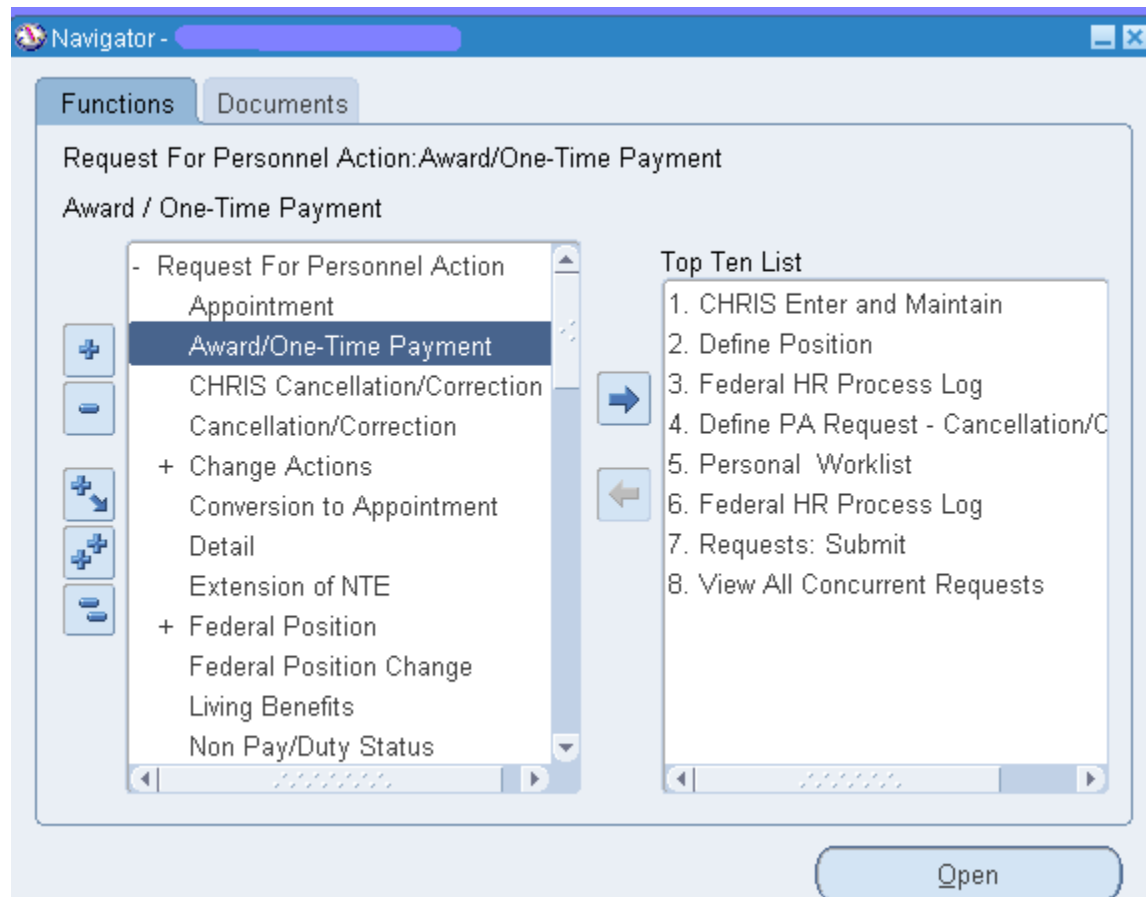 Navigator -
Functions
Documents
Request For Personnel Action:Award/One-Time Payment
Award / One-Time Payment
- Request For Personnel Action
Appointment
Award/One-Time Payment
CHRIS Cancellation/Correction
Cancellation/Correction
+ Change Actions
Conversion to Appointment
Detail
Extension of NTE
+ Federal Position
Federal Position Change
Living Benefits
Non Pay/Duty Status
Top Ten List
1. CHRIS Enter and Maintain
2. Define Position
3. Federal HR Process Log
4. Define PA Request - Cancellation/C
5. Personal Worklist
6. Federal HR Process Log
7. Requests: Submit
8. View All Concurrent Requests
Open